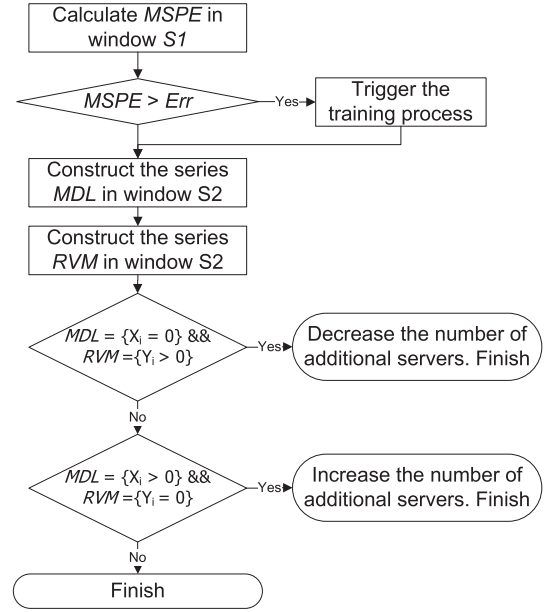 Calculate MSPE in
window S1
MSPE > Err
Yes
Trigger the
training process
Construct the series
MDL in window S2
Construct the series
RVM in window S2
MDL = {Xi = 0} &&
RVM ={Yi > 0}
Yes
Decrease the number of
additional servers. Finish
No
MDL = {Xi > 0} &&
RVM ={Yi = 0}
Yes
Increase the number of
additional servers. Finish
No
Finish